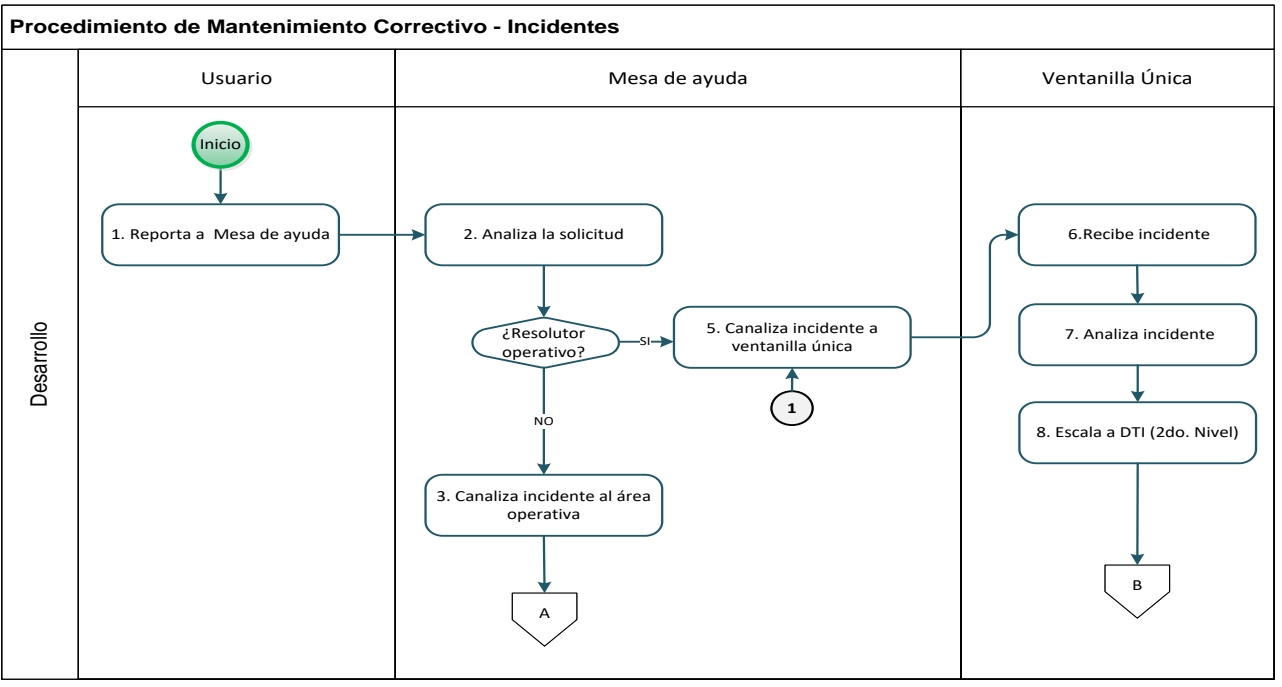 Procedimiento de Mantenimiento Correctivo - Incidentes
Usuario
Mesa de ayuda
Ventanilla Única
Desarrollo
Inicio
1. Reporta a Mesa de ayuda
2. Analiza la solicitud
¿Resolutor
operativo?
SI
NO
3. Canaliza incidente al área
operativa
A
5. Canaliza incidente a
ventanilla única
1
6.Recibe incidente
7. Analiza incidente
8. Escala a DTI (2do. Nivel)
B